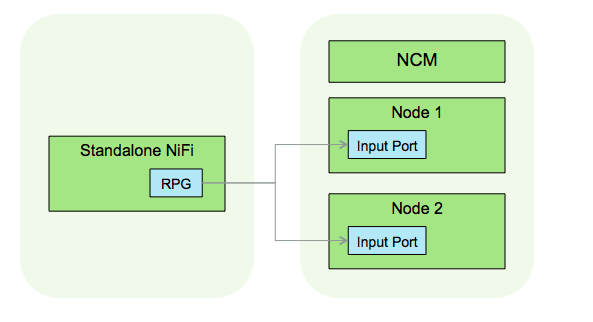 Standalone NiFi
RPG
NCM
Node 1
Input Port
Node 2
Input Port